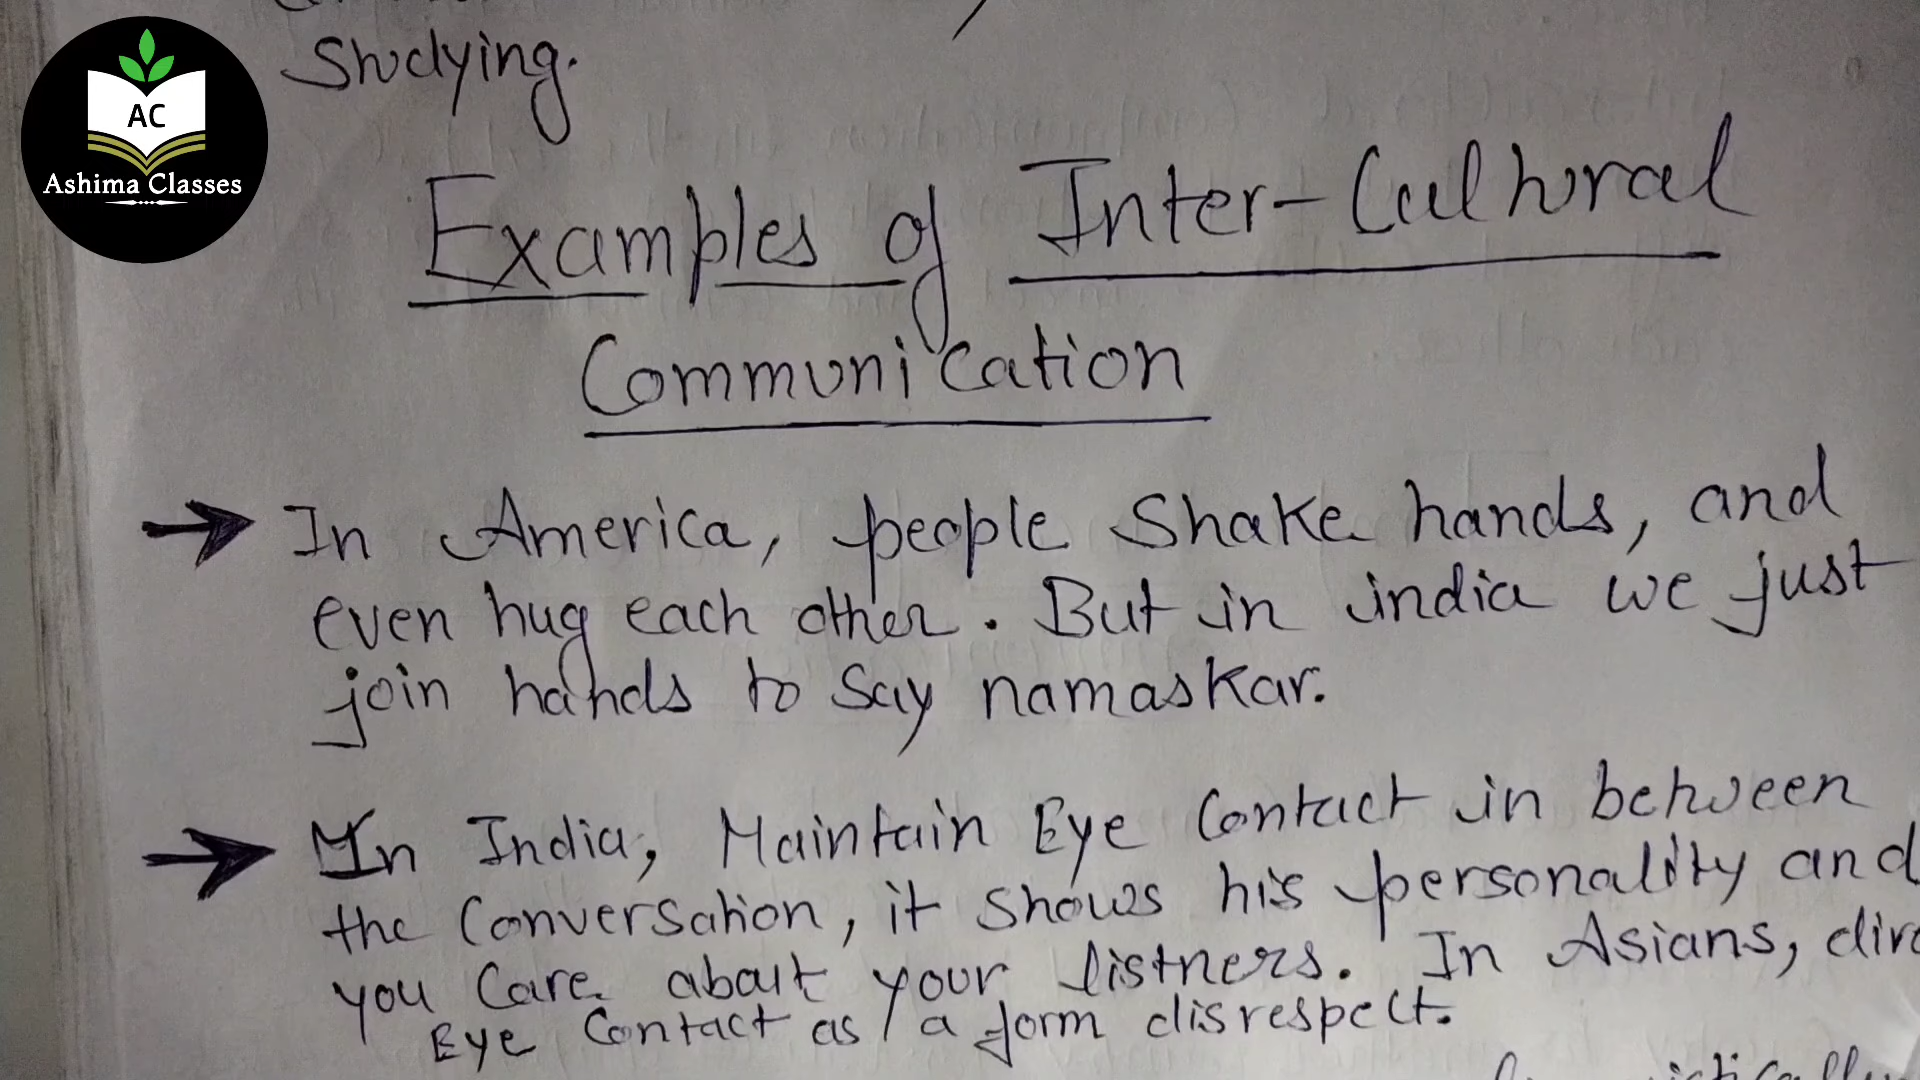 Studying.
AC
Ashima Classes
Examples of Inter-Cultural
Communication
→ In America, people Shake hands, and
even hug each other. But in india we just
join hands to Say namaskar.
→ In India, Maintain Eye Contact in between
the Conversation, it shows his personality and
you Care about your listners. In Asians, dire
Eye Contact as a form disrespect.